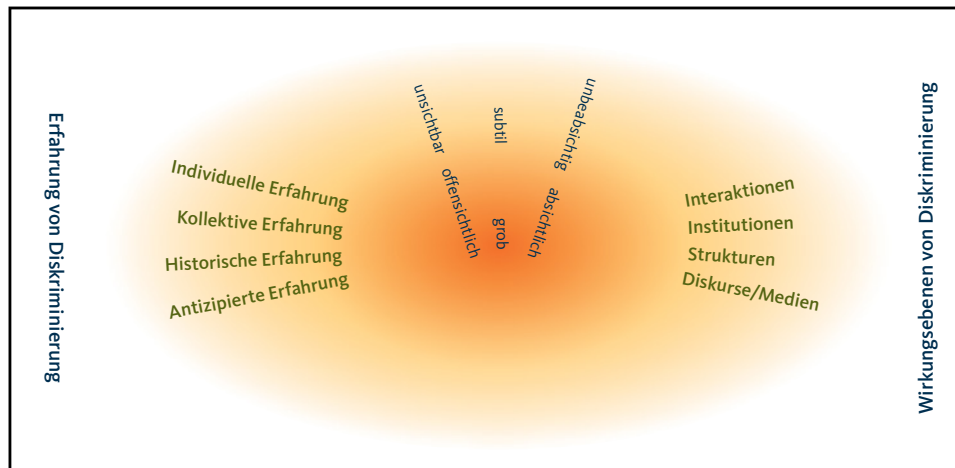 Erfahrung von Diskriminierung
Individuelle Erfahrung
Kollektive Erfahrung
Historische Erfahrung
Antizipierte Erfahrung
unsichtbar offensichtlich
subtil grob
unbeabsichtig absichtlich
Interaktionen
Institutionen
Strukturen
Diskurse/Medien
Wirkungsebenen von Diskriminierung